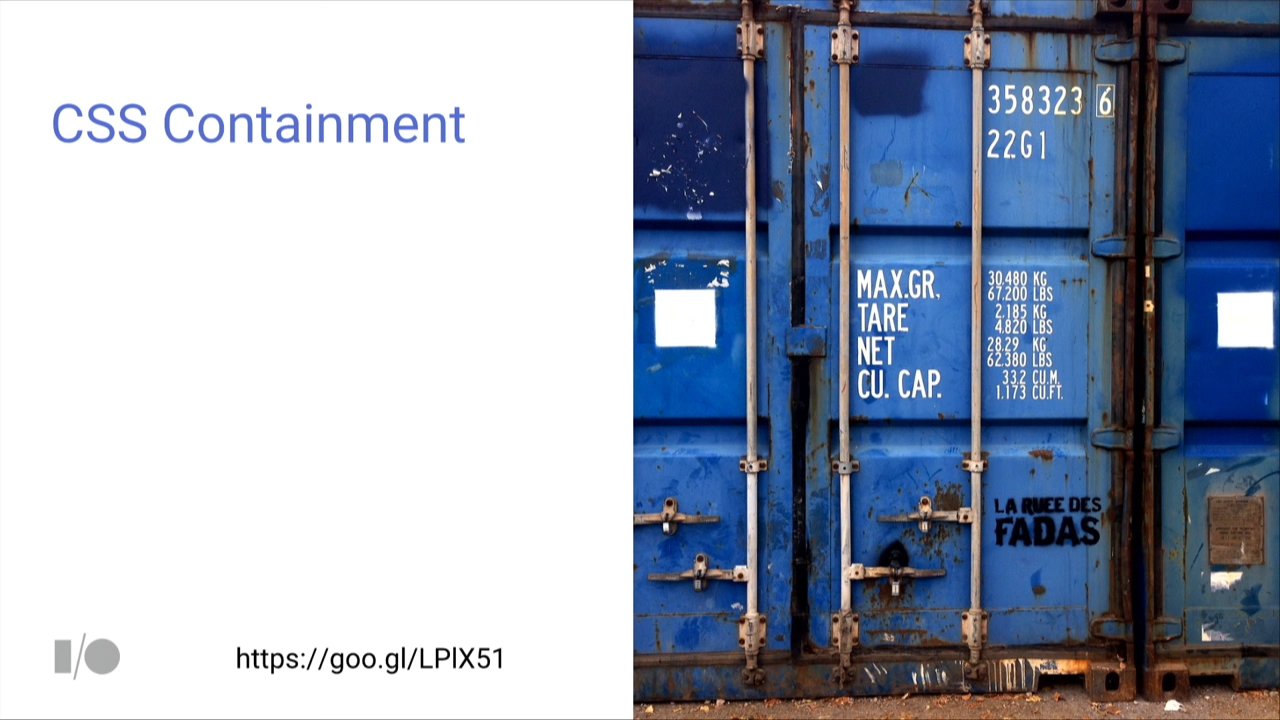 CSS Containment
I/O
https://goo.gl/LPlX51
358323 6
22G1
MAX.GR. 30.480 KG
67.200 LBS
TARE 2.185 KG
4.820 LBS
NET 28.29 KG
62.380 LBS
CU. CAP. 33.2 CU.M.
1.173 CU.FT.
LA RUEE DES
FADAS